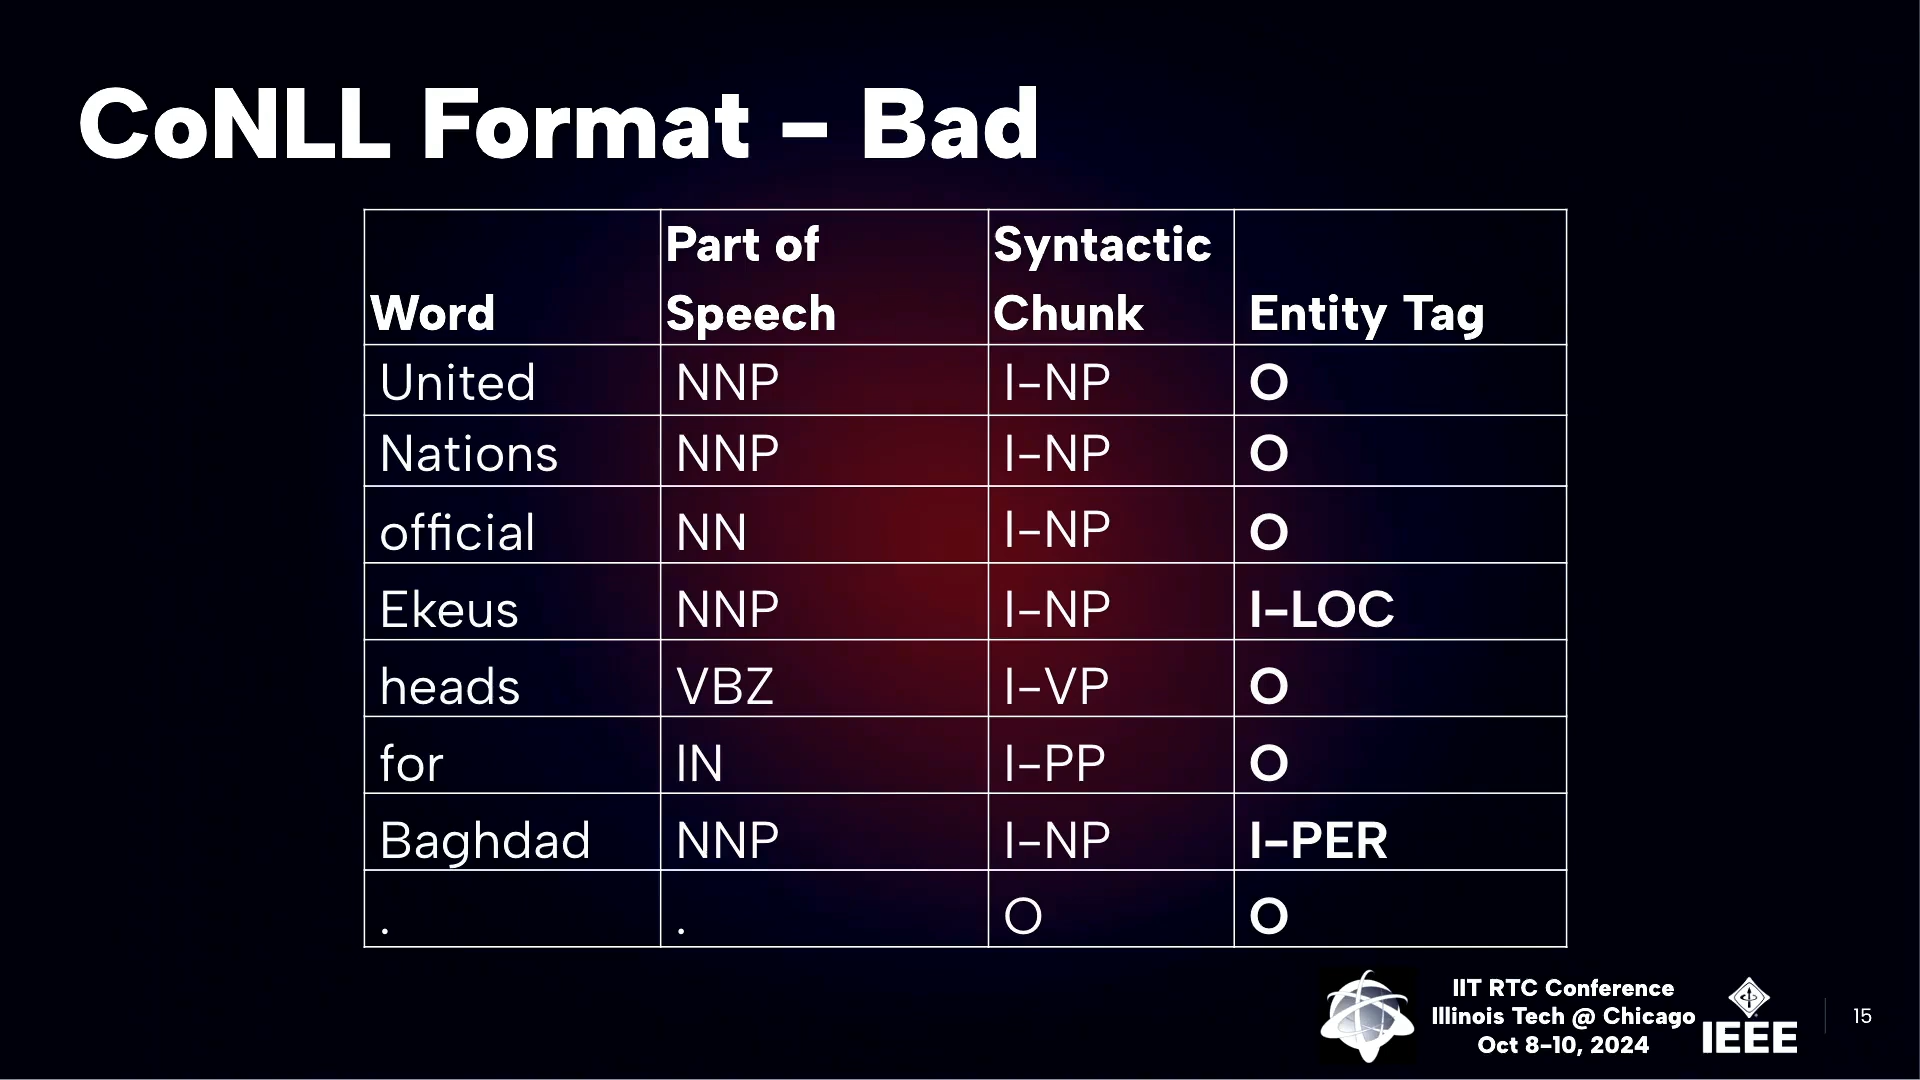 CoNLL Format – Bad
Word Part of Speech Syntactic Chunk Entity Tag
United NNP I-NP O
Nations NNP I-NP O
official NN I-NP O
Ekeus NNP I-NP I-LOC
heads VBZ I-VP O
for IN I-PP O
Baghdad NNP I-NP I-PER
. . O O
IIT RTC Conference
Illinois Tech @ Chicago
Oct 8-10, 2024
IEEE
15